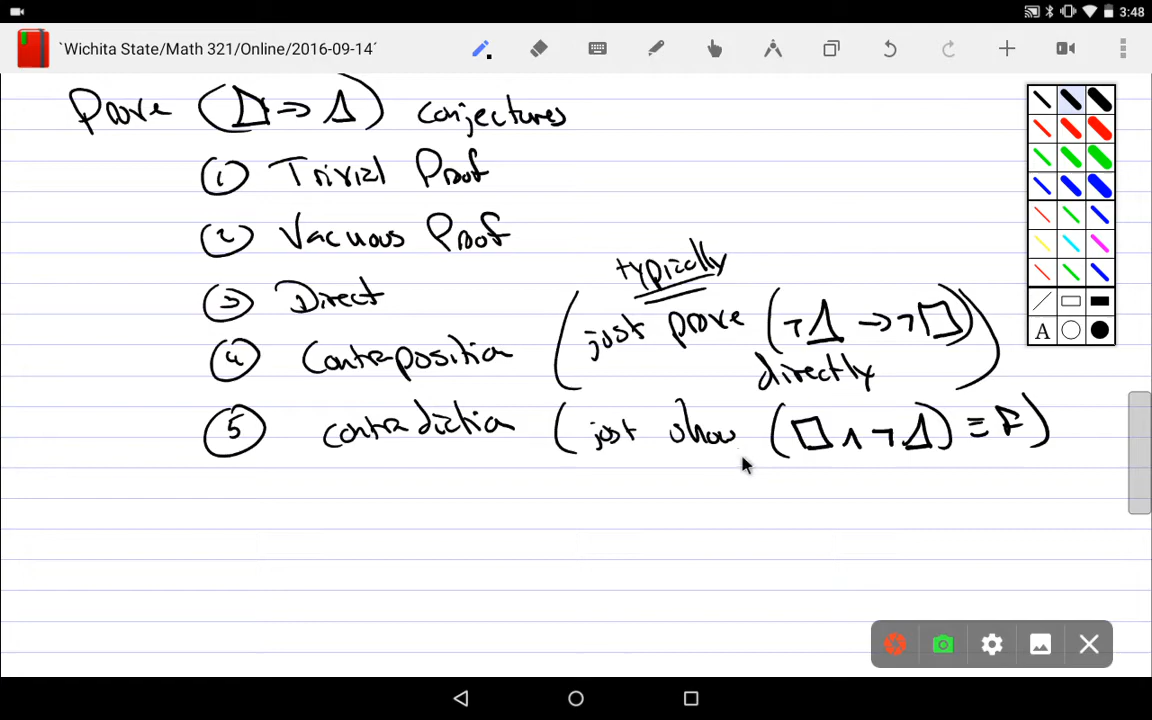 3:48
`Wichita State/Math 321/Online/2016-09-14´
Prove (□ ⇒ Δ) conjectures
① Trivial Proof
② Vacuous Proof
③ Direct
④ Contraposition (typically just prove (¬Δ → ¬□) directly)
⑤ contradiction (just show (□ ∧ ¬Δ) ≡ F)
A